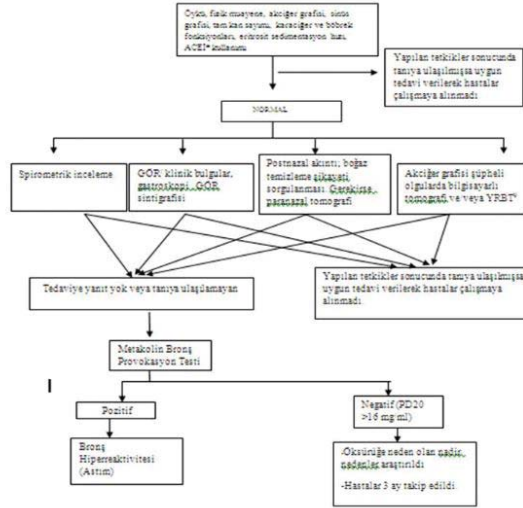 Öykü, fizik muayene, akciğer grafisi, sinüs
grafisi, tam kan sayımı, karaciğer ve böbrek
fonksiyonları, eritrosit sedimentasyon hızı,
ACEİ* kullanımı
Yapılan tetkikler sonucunda
tanıya ulaşılmışsa uygun
tedavi verilerek hastalar
çalışmaya alınmadı
NORMAL
Spirometrik inceleme
GÖR: klinik bulgular,
gastroskopi, GÖR
sintigrafisi
Postnazal akıntı; boğaz
temizleme şikayeti
sorgulanması. Gerekirse
paranazal tomografi
Akciğer grafisi şüpheli
olgularda bilgisayarlı
tomografi ve veya YRBT
Tedaviye yanıt yok veya tanıya ulaşılamayan
Yapılan tetkikler sonucunda tanıya ulaşılmışsa
uygun tedavi verilerek hastalar çalışmaya
alınmadı.
Metakolin Bronş
Provokasyon Testi
I
Pozitif
Negatif (PD20
>16 mg/ml)
Bronş
Hiperreaktivitesi
(Astım)
-Öksürüğe neden olan nadir
nedenler araştırıldı
-Hastalar 3 ay takip edildi.